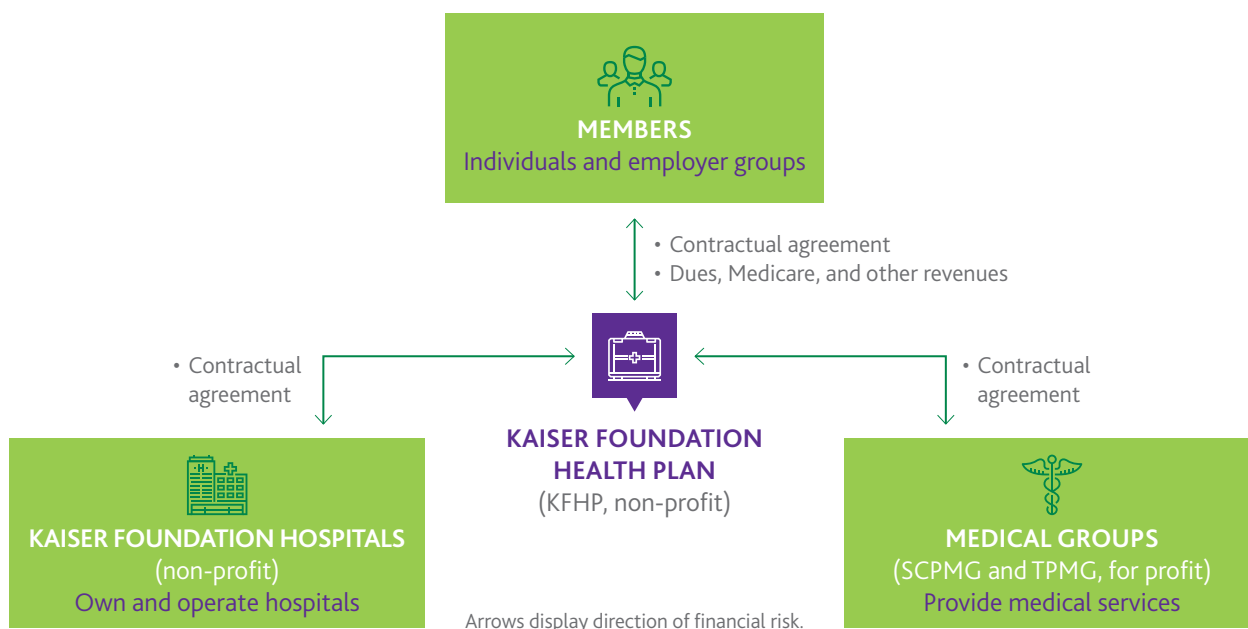 MEMBERS
Individuals and employer groups
• Contractual agreement
• Dues, Medicare, and other revenues
• Contractual
agreement
• Contractual
agreement
KAISER FOUNDATION
HEALTH PLAN
(KFHP, non-profit)
·H·
KAISER FOUNDATION HOSPITALS
(non-profit)
Own and operate hospitals
MEDICAL GROUPS
(SCPMG and TPMG, for profit)
Provide medical services
Arrows display direction of financial risk.